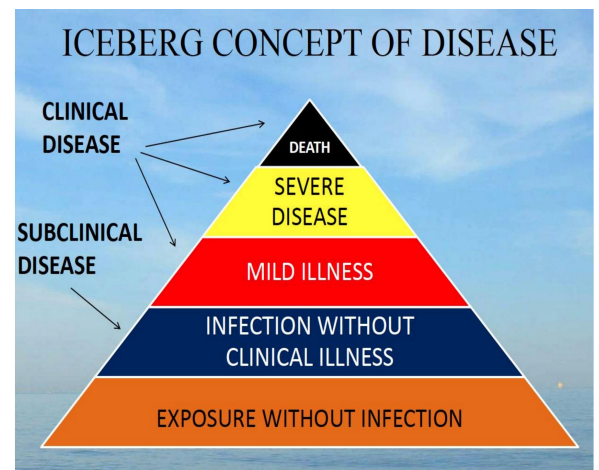 ICEBERG CONCEPT OF DISEASE
CLINICAL
DISEASE
DEATH
SEVERE
DISEASE
SUBCLINICAL
DISEASE
MILD ILLNESS
INFECTION WITHOUT
CLINICAL ILLNESS
EXPOSURE WITHOUT INFECTION